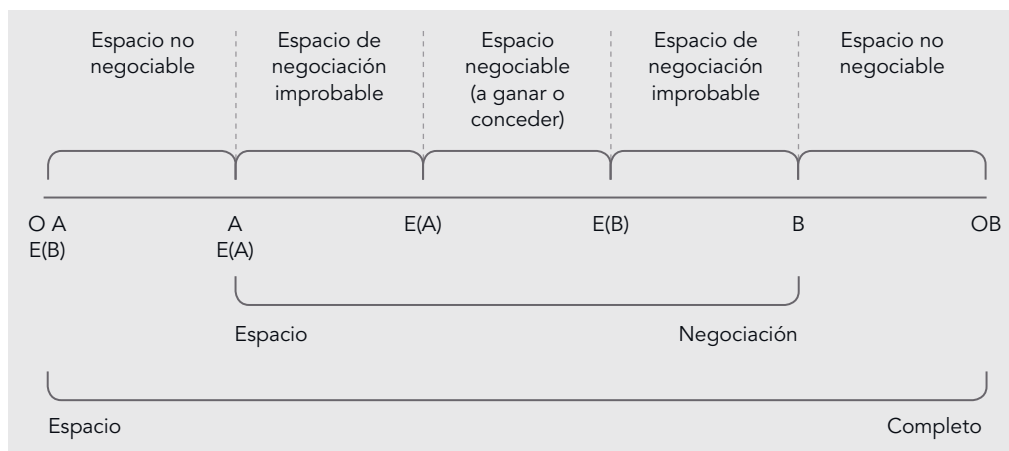 Espacio no
negociable
Espacio de
negociación
improbable
Espacio
negociable
(a ganar o
conceder)
Espacio de
negociación
improbable
Espacio no
negociable
O A
E(B)
A
E(A)
E(A)
E(B)
B
OB
Espacio
Negociación
Espacio
Completo